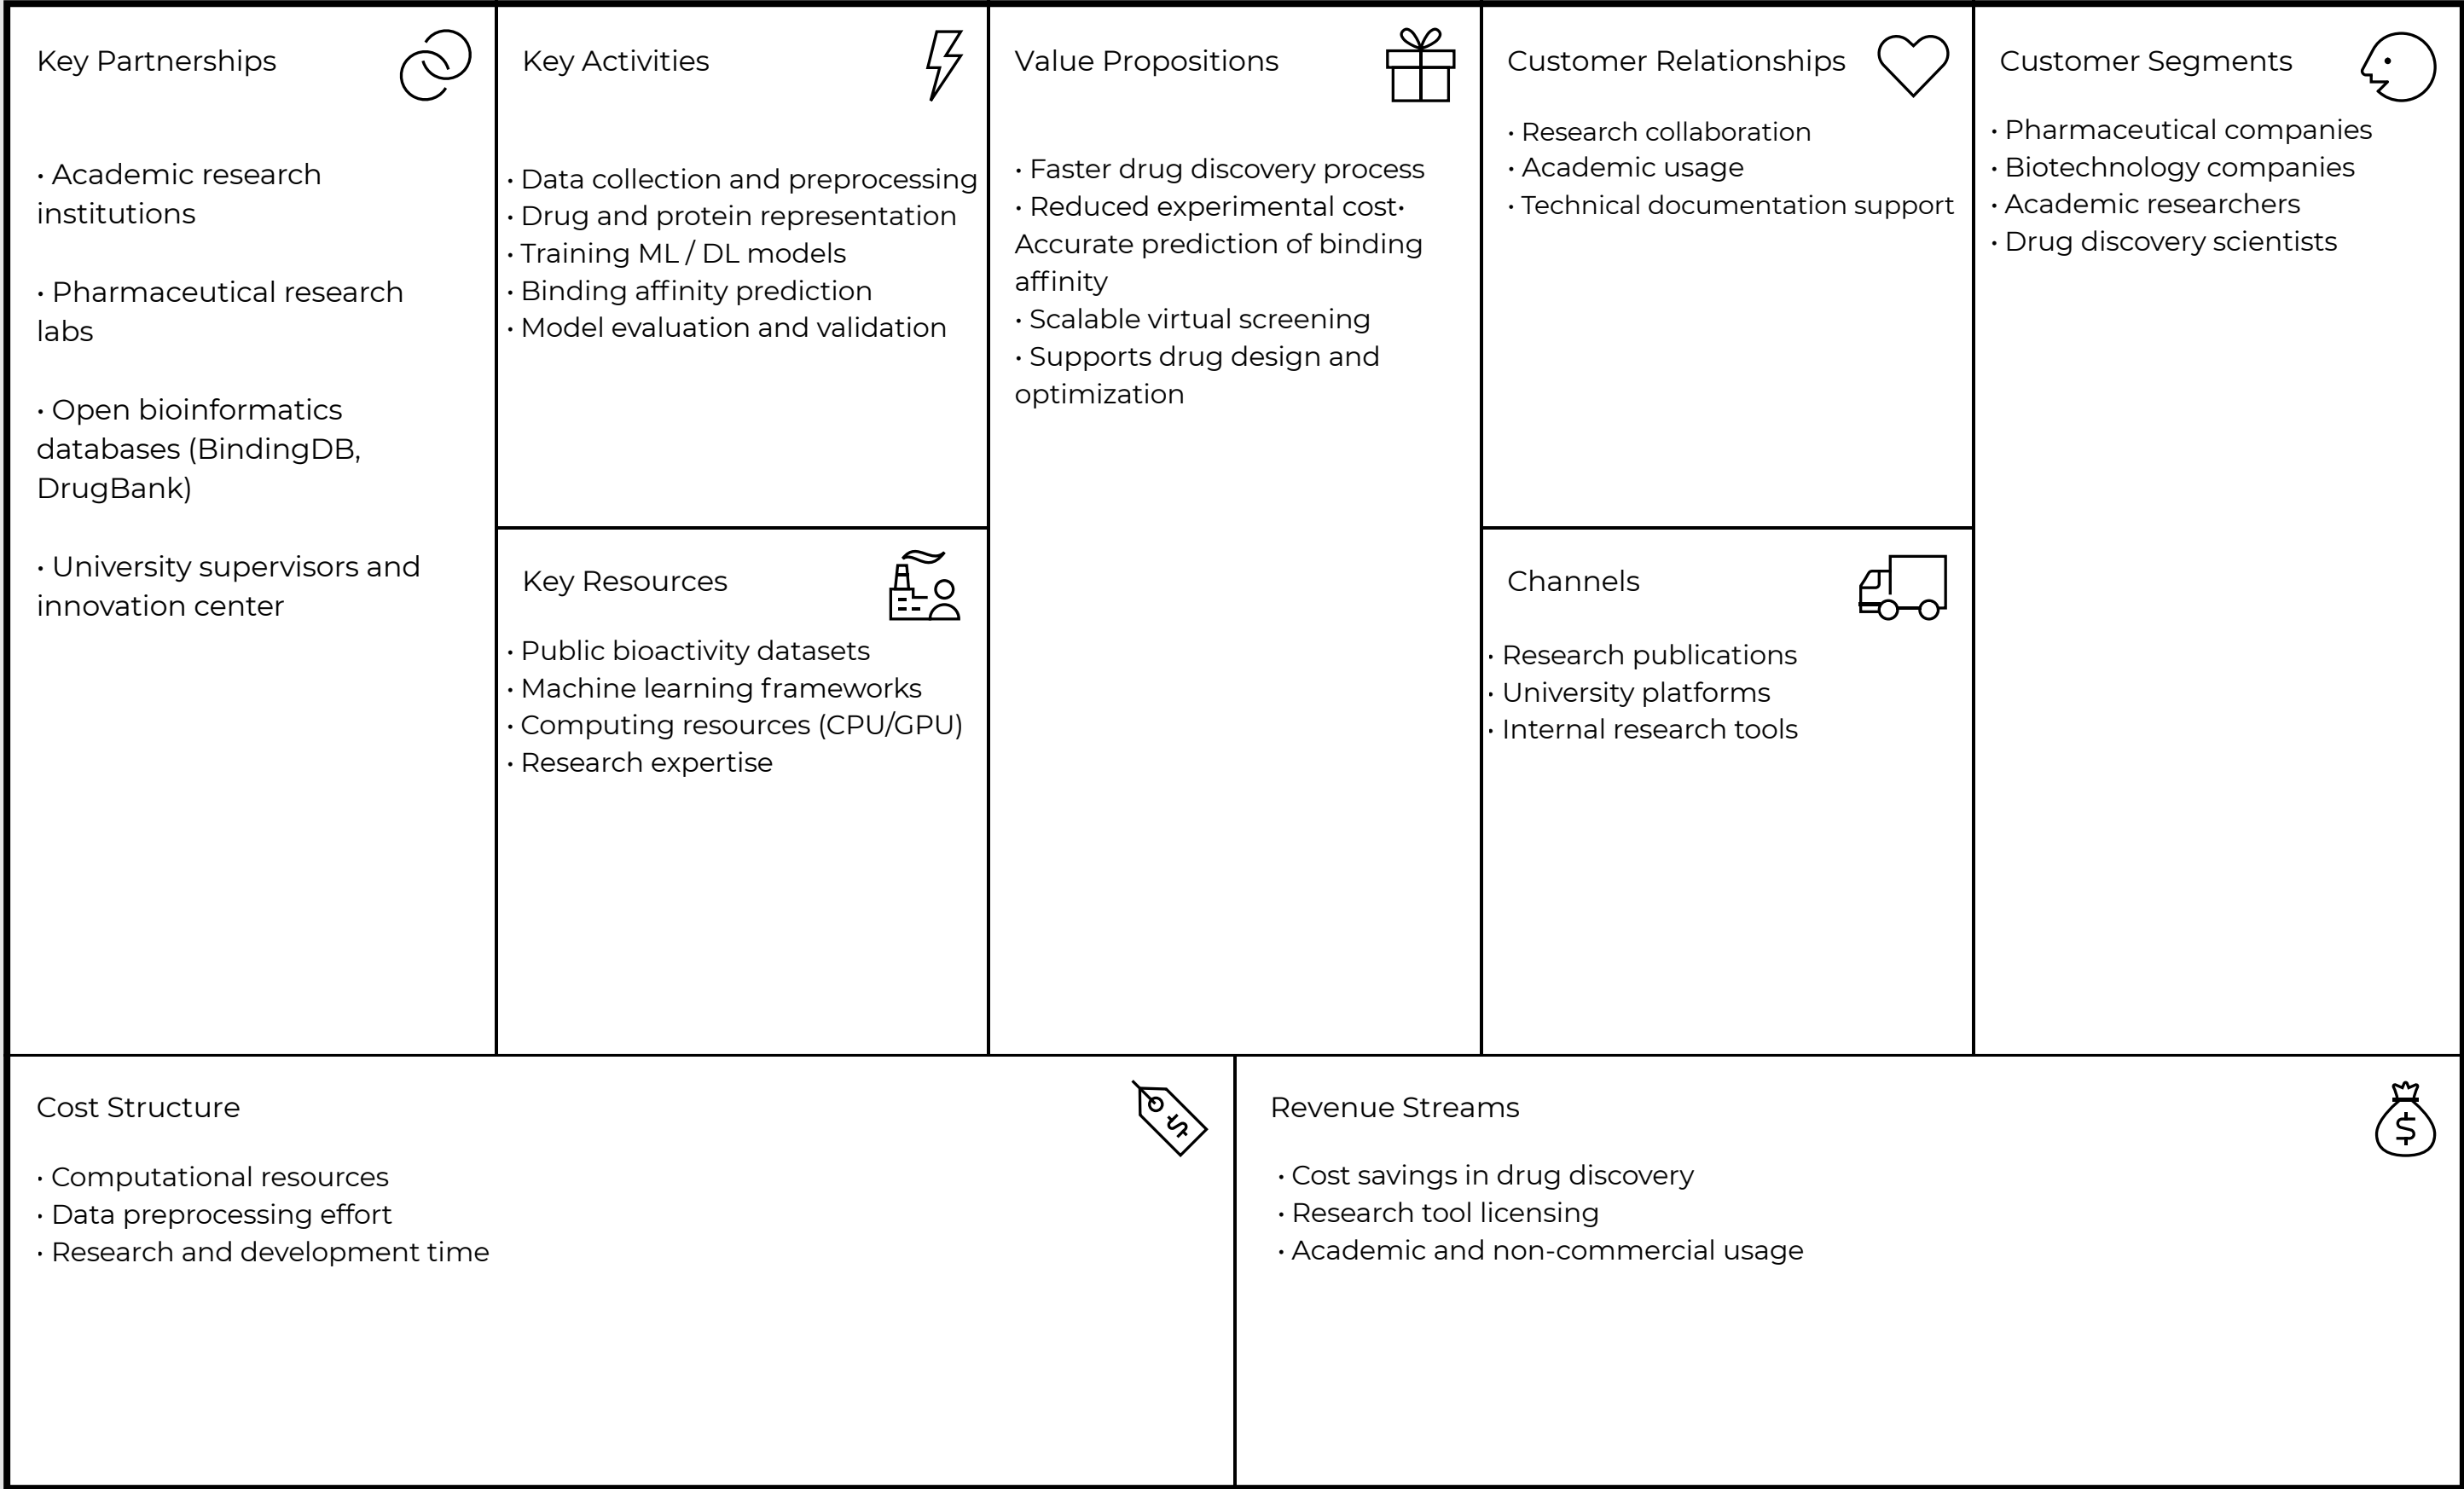 Key Partnerships
• Academic research
institutions
• Pharmaceutical research
labs
• Open bioinformatics
databases (BindingDB,
DrugBank)
• University supervisors and
innovation center
Key Activities
• Data collection and preprocessing
• Drug and protein representation
• Training ML / DL models
• Binding affinity prediction
• Model evaluation and validation
Key Resources
• Public bioactivity datasets
• Machine learning frameworks
• Computing resources (CPU/GPU)
• Research expertise
Value Propositions
• Faster drug discovery process
• Reduced experimental cost•
Accurate prediction of binding
affinity
• Scalable virtual screening
• Supports drug design and
optimization
Customer Relationships
• Research collaboration
• Academic usage
• Technical documentation support
Channels
• Research publications
• University platforms
• Internal research tools
Customer Segments
• Pharmaceutical companies
• Biotechnology companies
• Academic researchers
• Drug discovery scientists
Cost Structure
$
• Computational resources
• Data preprocessing effort
• Research and development time
Revenue Streams
$
• Cost savings in drug discovery
• Research tool licensing
• Academic and non-commercial usage